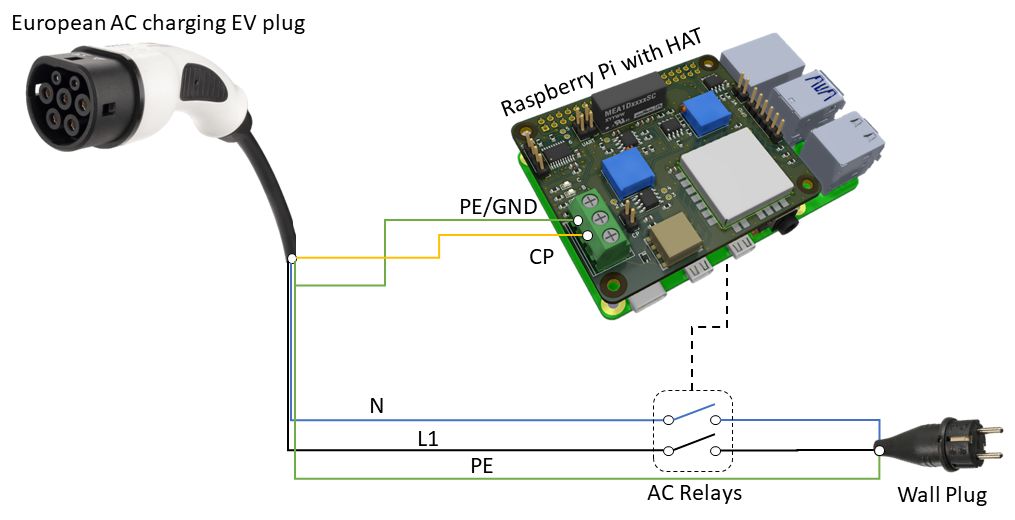 European AC charging EV plug
Raspberry Pi with HAT
MEA1DxxxxSC
UART
PE/GND
CP
N
L1
PE
AC Relays
Wall Plug